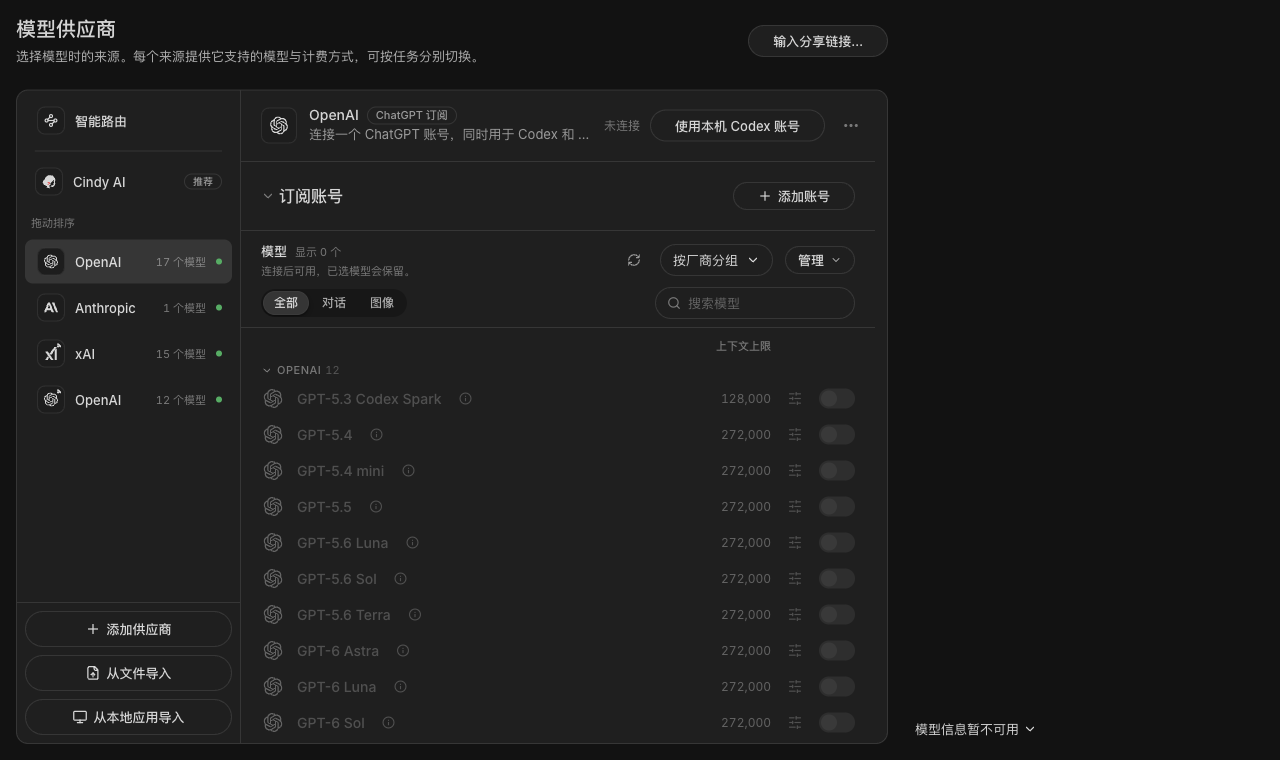 模型供应商
选择模型时的来源。每个来源提供它支持的模型与计费方式，可按任务分别切换。
输入分享链接...
智能路由
Cindy AI 推荐
拖动排序
OpenAI 17 个模型
Anthropic 1 个模型
xAI 15 个模型
OpenAI 12 个模型
添加供应商
从文件导入
从本地应用导入
OpenAI ChatGPT 订阅
连接一个 ChatGPT 账号，同时用于 Codex 和 ...
未连接 使用本机 Codex 账号
订阅账号 添加账号
模型 显示 0 个
连接后可用，已选模型会保留。
按厂商分组 管理
全部 对话 图像 搜索模型
上下文上限
OPENAI 12
GPT-5.3 Codex Spark 128,000
GPT-5.4 272,000
GPT-5.4 mini 272,000
GPT-5.5 272,000
GPT-5.6 Luna 272,000
GPT-5.6 Sol 272,000
GPT-5.6 Terra 272,000
GPT-6 Astra 272,000
GPT-6 Luna 272,000
GPT-6 Sol 272,000
模型信息暂不可用